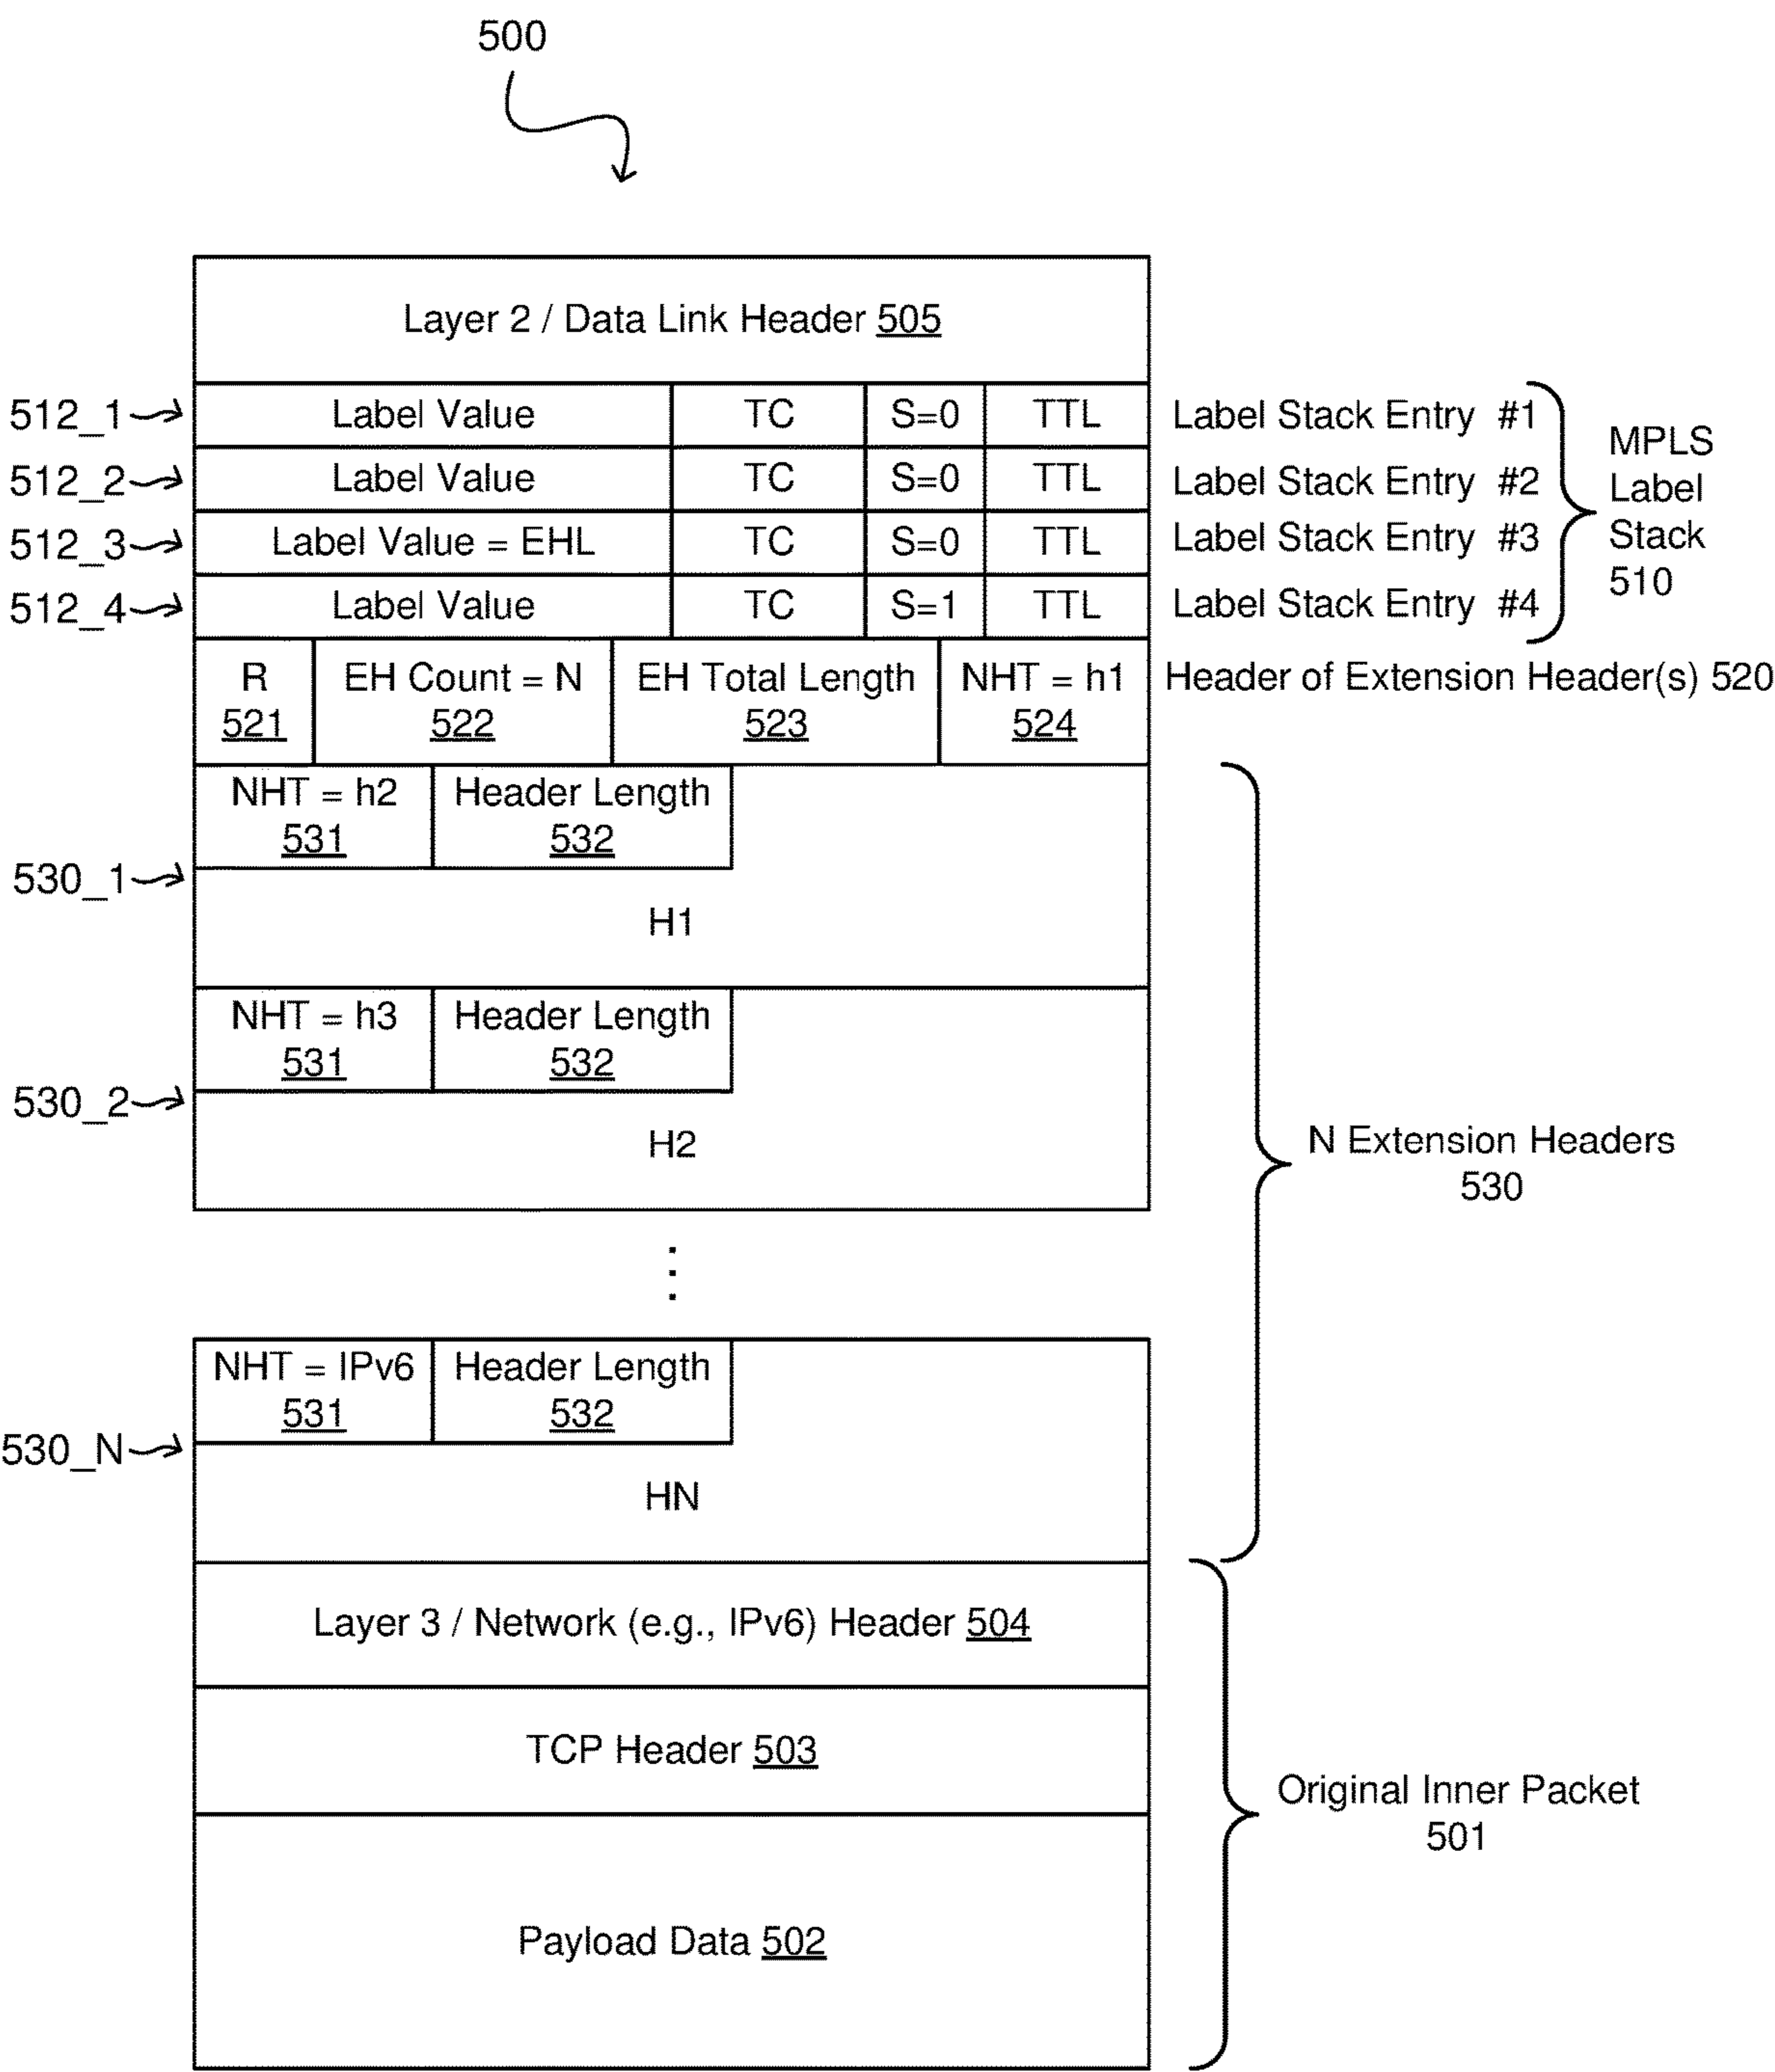 500
Layer 2 / Data Link Header 505
512_1 Label Value TC S=0 TTL Label Stack Entry #1
512_2 Label Value TC S=0 TTL Label Stack Entry #2
512_3 Label Value = EHL TC S=0 TTL Label Stack Entry #3
512_4 Label Value TC S=1 TTL Label Stack Entry #4
MPLS
Label
Stack
510
R EH Count = N EH Total Length NHT = h1 Header of Extension Header(s) 520
521 522 523 524
NHT = h2 Header Length
531 532
530_1
H1
NHT = h3 Header Length
531 532
530_2
H2
N Extension Headers
530
NHT = IPv6 Header Length
531 532
530_N
HN
Layer 3 / Network (e.g., IPv6) Header 504
TCP Header 503
Original Inner Packet
501
Payload Data 502